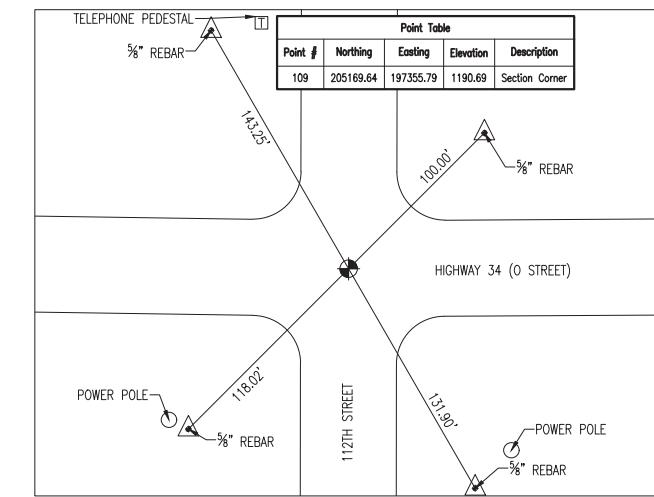 TELEPHONE PEDESTAL
T
⅝" REBAR
Point Table
Point # Northing Easting Elevation Description
109 205169.64 197355.79 1190.69 Section Corner
143.25'
100.00'
⅝" REBAR
HIGHWAY 34 (O STREET)
118.02'
131.90'
112TH STREET
POWER POLE
⅝" REBAR
POWER POLE
⅝" REBAR